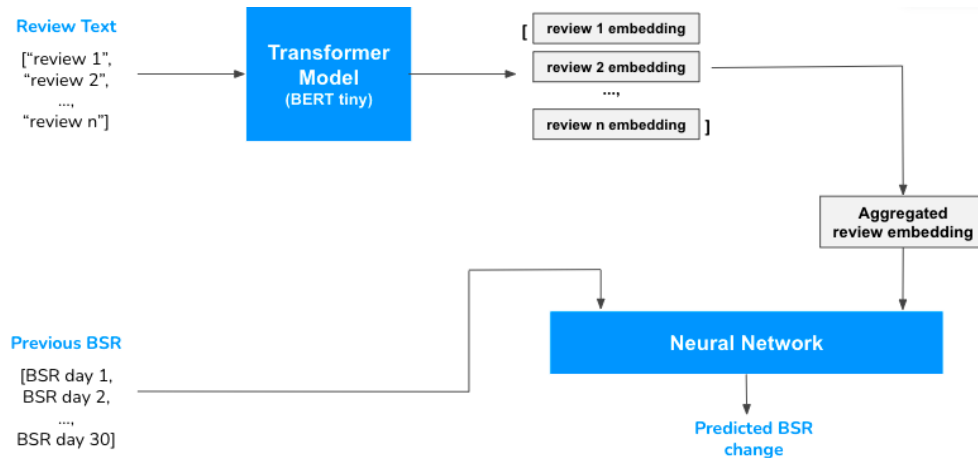 Review Text
[“review 1”,
“review 2”,
...,
“review n”]
Transformer
Model
(BERT tiny)
[ review 1 embedding
review 2 embedding
...,
review n embedding ]
Aggregated
review embedding
Previous BSR
[BSR day 1,
BSR day 2,
...,
BSR day 30]
Neural Network
Predicted BSR
change